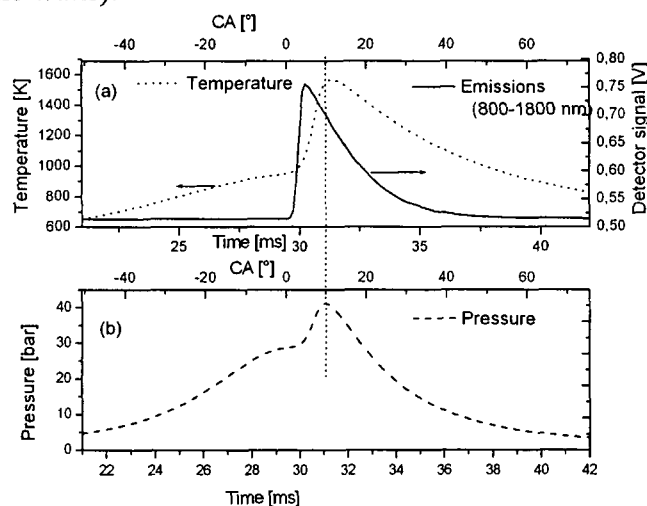 CA [°]
-40 -20 0 20 40 60
Temperature [K]
1600
1400
1200
1000
800
600
(a)
Temperature
Emissions
(800-1800 nm)
0,80
0,75
0,70
0,65
0,60
0,55
0,50
Detector signal [V]
25 30 35 40
Time [ms]
CA [°]
-40 -20 0 20 40 60
Pressure [bar]
40
30
20
10
0
(b)
Pressure
22 24 26 28 30 31 32 34 36 38 40 42
Time [ms]